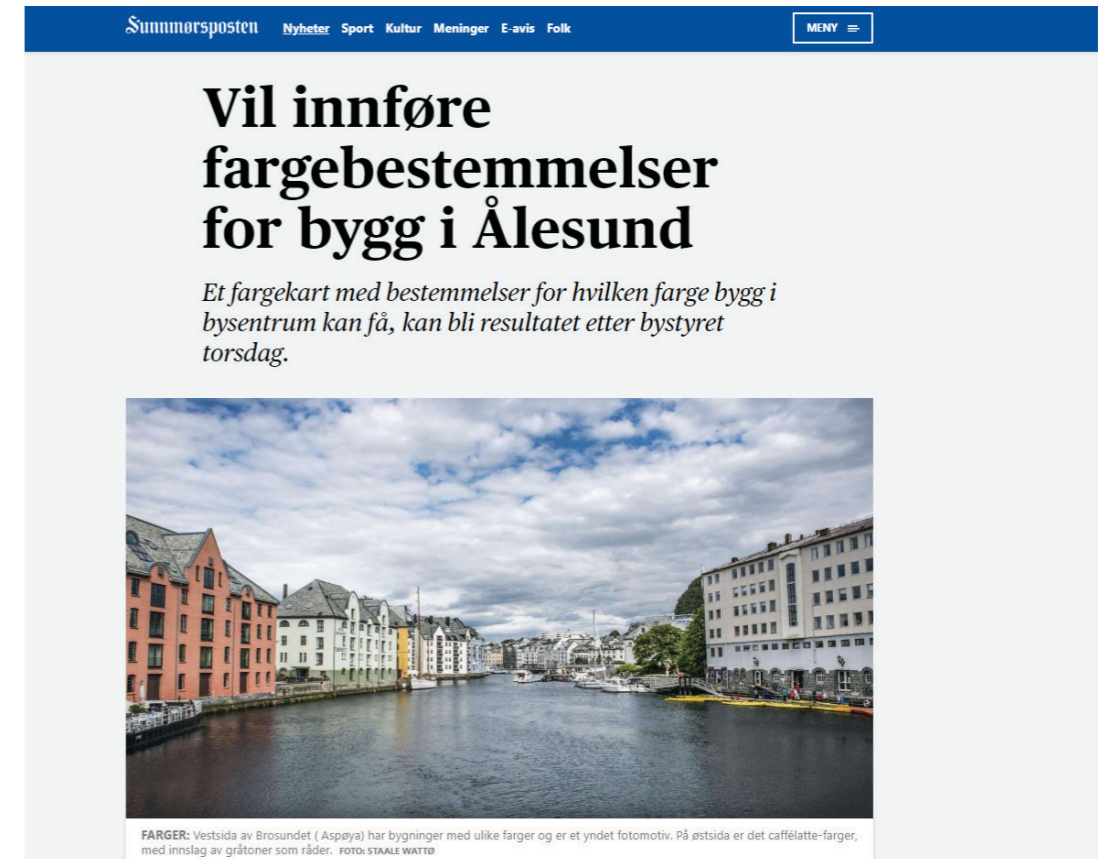 Sunnmørsposten Nyheter Sport Kultur Meninger E-avis Folk MENY
Vil innføre
fargebestemmelser
for bygg i Ålesund
Et fargekart med bestemmelser for hvilken farge bygg i
bysentrum kan få, kan bli resultatet etter bystyret
torsdag.
FARGER: Vestsida av Brosundet ( Aspøya) har bygninger med ulike farger og er et yndet fotomotiv. På østsida er det caffélatte-farger,
med innslag av gråtoner som råder. FOTO: STAALE WATTØ